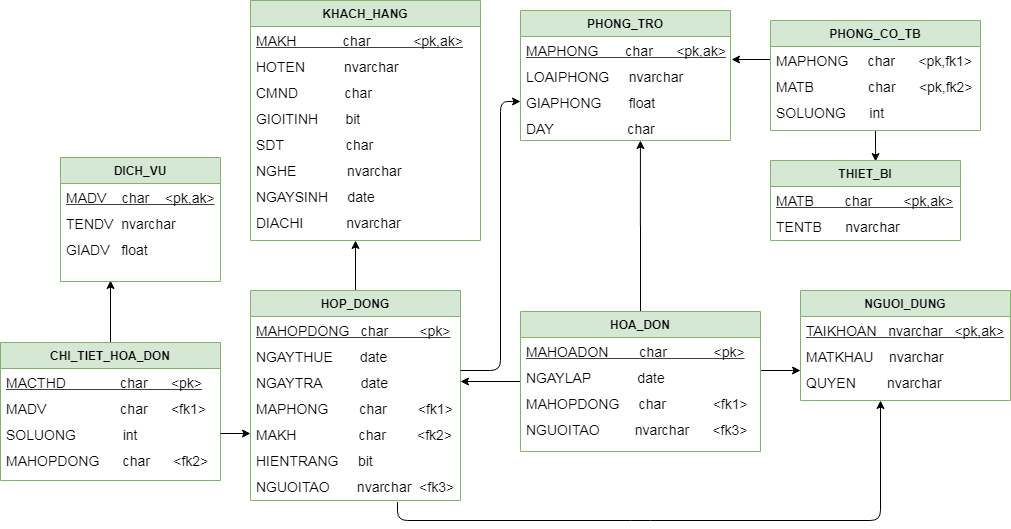 KHACH_HANG
MAKH char <pk,ak>
HOTEN nvarchar
CMND char
GIOITINH bit
SDT char
NGHE nvarchar
NGAYSINH date
DIACHI nvarchar
PHONG_TRO
MAPHONG char <pk,ak>
LOAIPHONG nvarchar
GIAPHONG float
DAY char
PHONG_CO_TB
MAPHONG char <pk,fk1>
MATB char <pk,fk2>
SOLUONG int
DICH_VU
MADV char <pk,ak>
TENDV nvarchar
GIADV float
THIET_BI
MATB char <pk,ak>
TENTB nvarchar
CHI_TIET_HOA_DON
MACTHD char <pk>
MADV char <fk1>
SOLUONG int
MAHOPDONG char <fk2>
HOP_DONG
MAHOPDONG char <pk>
NGAYTHUE date
NGAYTRA date
MAPHONG char <fk1>
MAKH char <fk2>
HIENTRANG bit
NGUOITAO nvarchar <fk3>
HOA_DON
MAHOADON char <pk>
NGAYLAP date
MAHOPDONG char <fk1>
NGUOITAO nvarchar <fk3>
NGUOI_DUNG
TAIKHOAN nvarchar <pk,ak>
MATKHAU nvarchar
QUYEN nvarchar